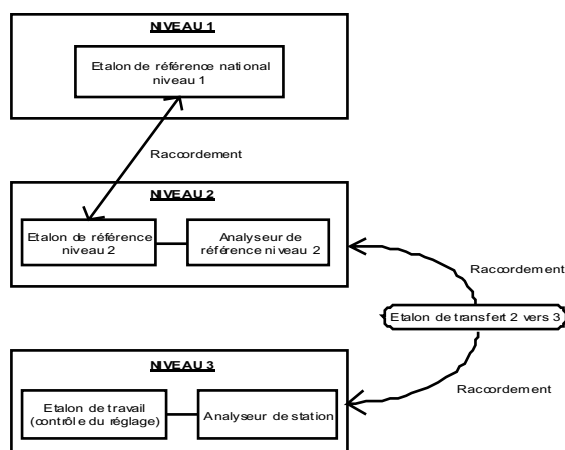 NIVEAU 1
Etalon de référence national
niveau 1
Raccordement
NIVEAU 2
Etalon de référence
niveau 2
Analyseur de
référence niveau 2
Raccordement
Etalon de transfert 2 vers 3
Raccordement
NIVEAU 3
Etalon de travail
(contrôle du réglage)
Analyseur de station